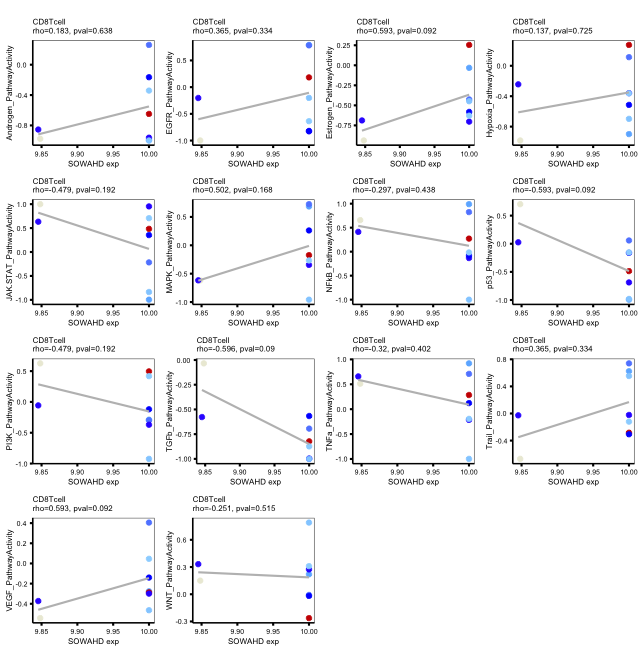 CD8Tcell
rho=0.183, pval=0.638
Androgen_PathwayActivity
0.0
-0.4
-0.8
9.85
9.90
9.95
10.00
SOWAHD exp
CD8Tcell
rho=0.365, pval=0.334
EGFR_PathwayActivity
0.5
0.0
-0.5
-1.0
9.85
9.90
9.95
10.00
SOWAHD exp
CD8Tcell
rho=0.593, pval=0.092
Estrogen_PathwayActivity
0.25
0.00
-0.25
-0.50
-0.75
9.85
9.90
9.95
10.00
SOWAHD exp
CD8Tcell
rho=0.137, pval=0.725
Hypoxia_PathwayActivity
0.0
-0.4
-0.8
9.85
9.90
9.95
10.00
SOWAHD exp
CD8Tcell
rho=-0.479, pval=0.192
JAK-STAT_PathwayActivity
1.0
0.5
0.0
-0.5
-1.0
9.85
9.90
9.95
10.00
SOWAHD exp
CD8Tcell
rho=0.502, pval=0.168
MAPK_PathwayActivity
0.5
0.0
-0.5
-1.0
9.85
9.90
9.95
10.00
SOWAHD exp
CD8Tcell
rho=-0.297, pval=0.438
NFkB_PathwayActivity
1.0
0.5
0.0
-0.5
-1.0
9.85
9.90
9.95
10.00
SOWAHD exp
CD8Tcell
rho=-0.593, pval=0.092
p53_PathwayActivity
0.5
0.0
-0.5
-1.0
9.85
9.90
9.95
10.00
SOWAHD exp
CD8Tcell
rho=-0.479, pval=0.192
PI3K_PathwayActivity
0.5
0.0
-0.5
-1.0
9.85
9.90
9.95
10.00
SOWAHD exp
CD8Tcell
rho=-0.596, pval=0.09
TGFb_PathwayActivity
0.00
-0.25
-0.50
-0.75
-1.00
9.85
9.90
9.95
10.00
SOWAHD exp
CD8Tcell
rho=-0.32, pval=0.402
TNFa_PathwayActivity
1.0
0.5
0.0
-0.5
-1.0
9.85
9.90
9.95
10.00
SOWAHD exp
CD8Tcell
rho=0.365, pval=0.334
Trail_PathwayActivity
0.8
0.4
0.0
-0.4
9.85
9.90
9.95
10.00
SOWAHD exp
CD8Tcell
rho=0.593, pval=0.092
VEGF_PathwayActivity
0.4
0.2
0.0
-0.2
-0.4
9.85
9.90
9.95
10.00
SOWAHD exp
CD8Tcell
rho=-0.251, pval=0.515
WNT_PathwayActivity
0.6
0.3
0.0
-0.3
9.85
9.90
9.95
10.00
SOWAHD exp